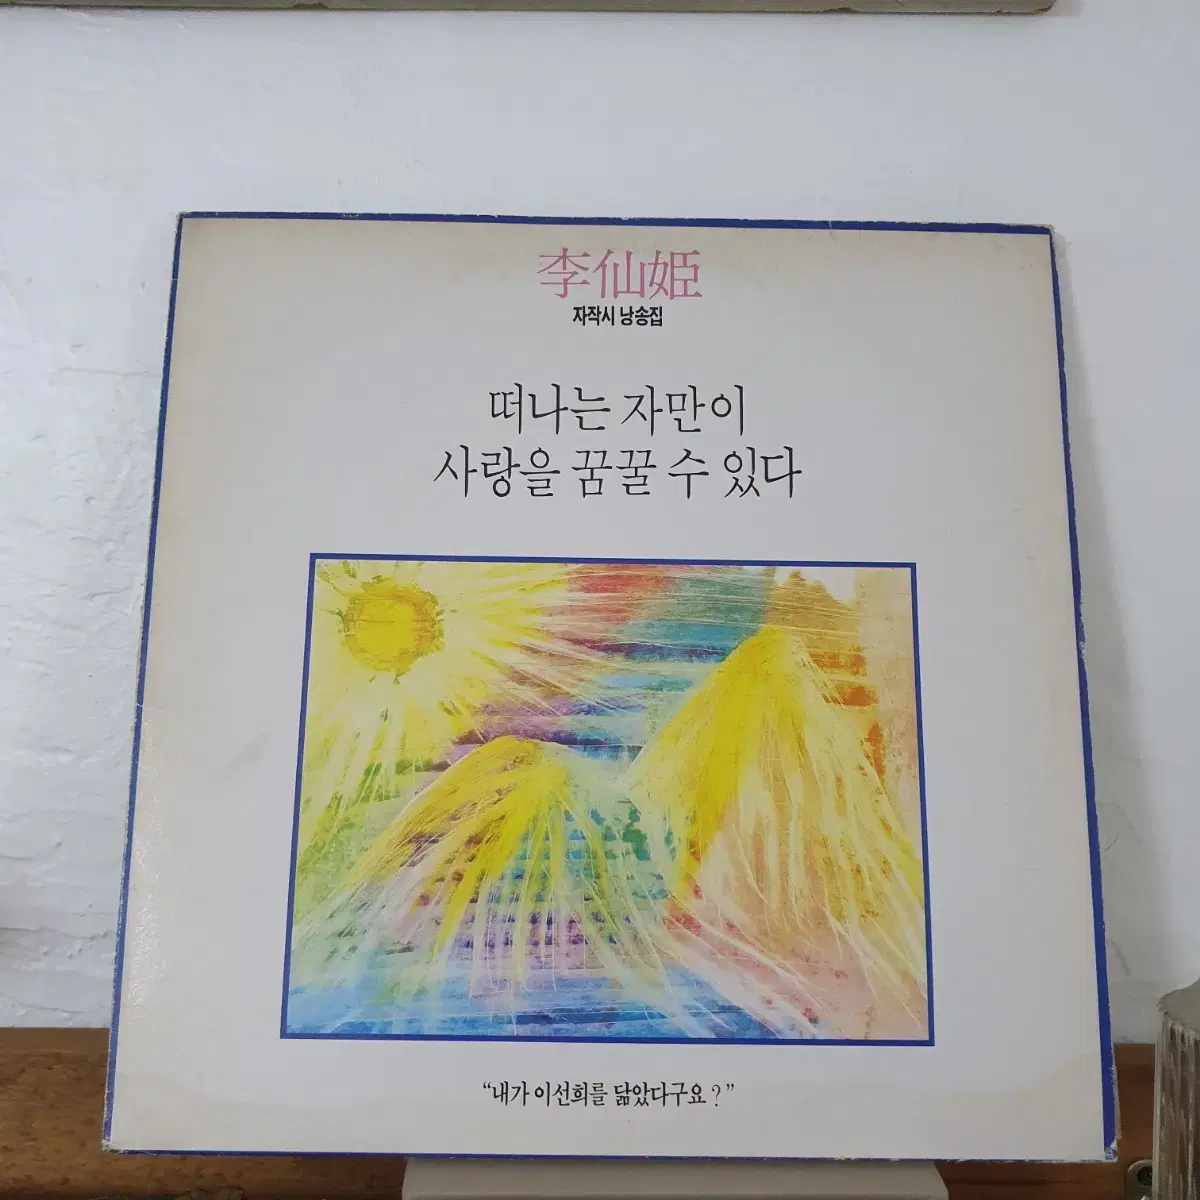 李仙姫
자작시 낭송집
떠나는 자만이
사랑을 꿈꿀 수 있다
“내가 이선희를 닮았다구요?”